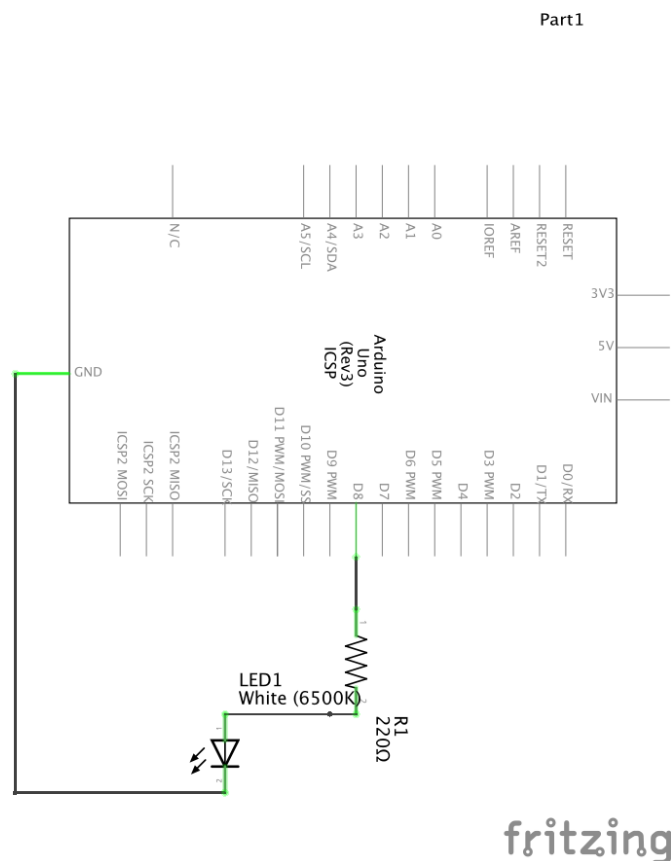 Part1
N/C
A5/SCL
A4/SDA
A3
A2
A1
A0
IOREF
AREF
RESET2
RESET
3V3
5V
VIN
Arduino
Uno
(Rev3)
ICSP
GND
ICSP2 MOSI
ICSP2 SCK
ICSP2 MISO
D13/SCK
D12/MISO
D11 PWM/MOSI
D10 PWM/SS
D9 PWM
D8
D7
D6 PWM
D5 PWM
D4
D3 PWM
D2
D1/TX
D0/RX
1
2
LED1
White (6500K)
R1
220Ω
1
2
fritzing